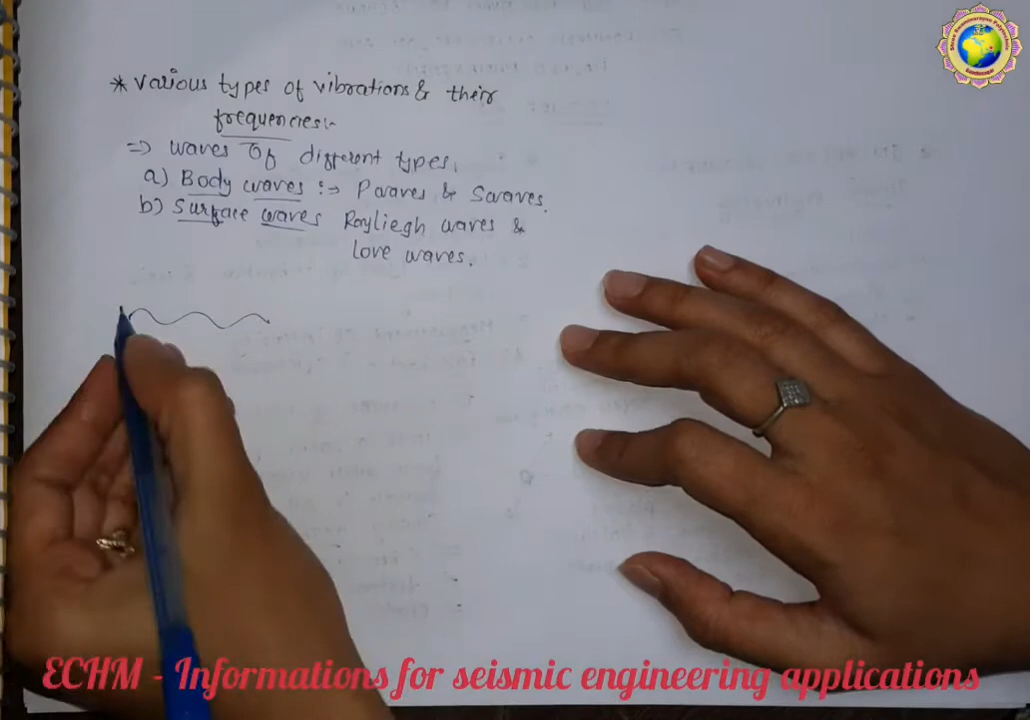 * various types of vibrations & their
frequencies:-
=> waves of different types.
a) Body waves :=> P waves & S waves.
b) Surface waves Rayliegh waves &
love waves.
ECHM - Informations for seismic engineering applications